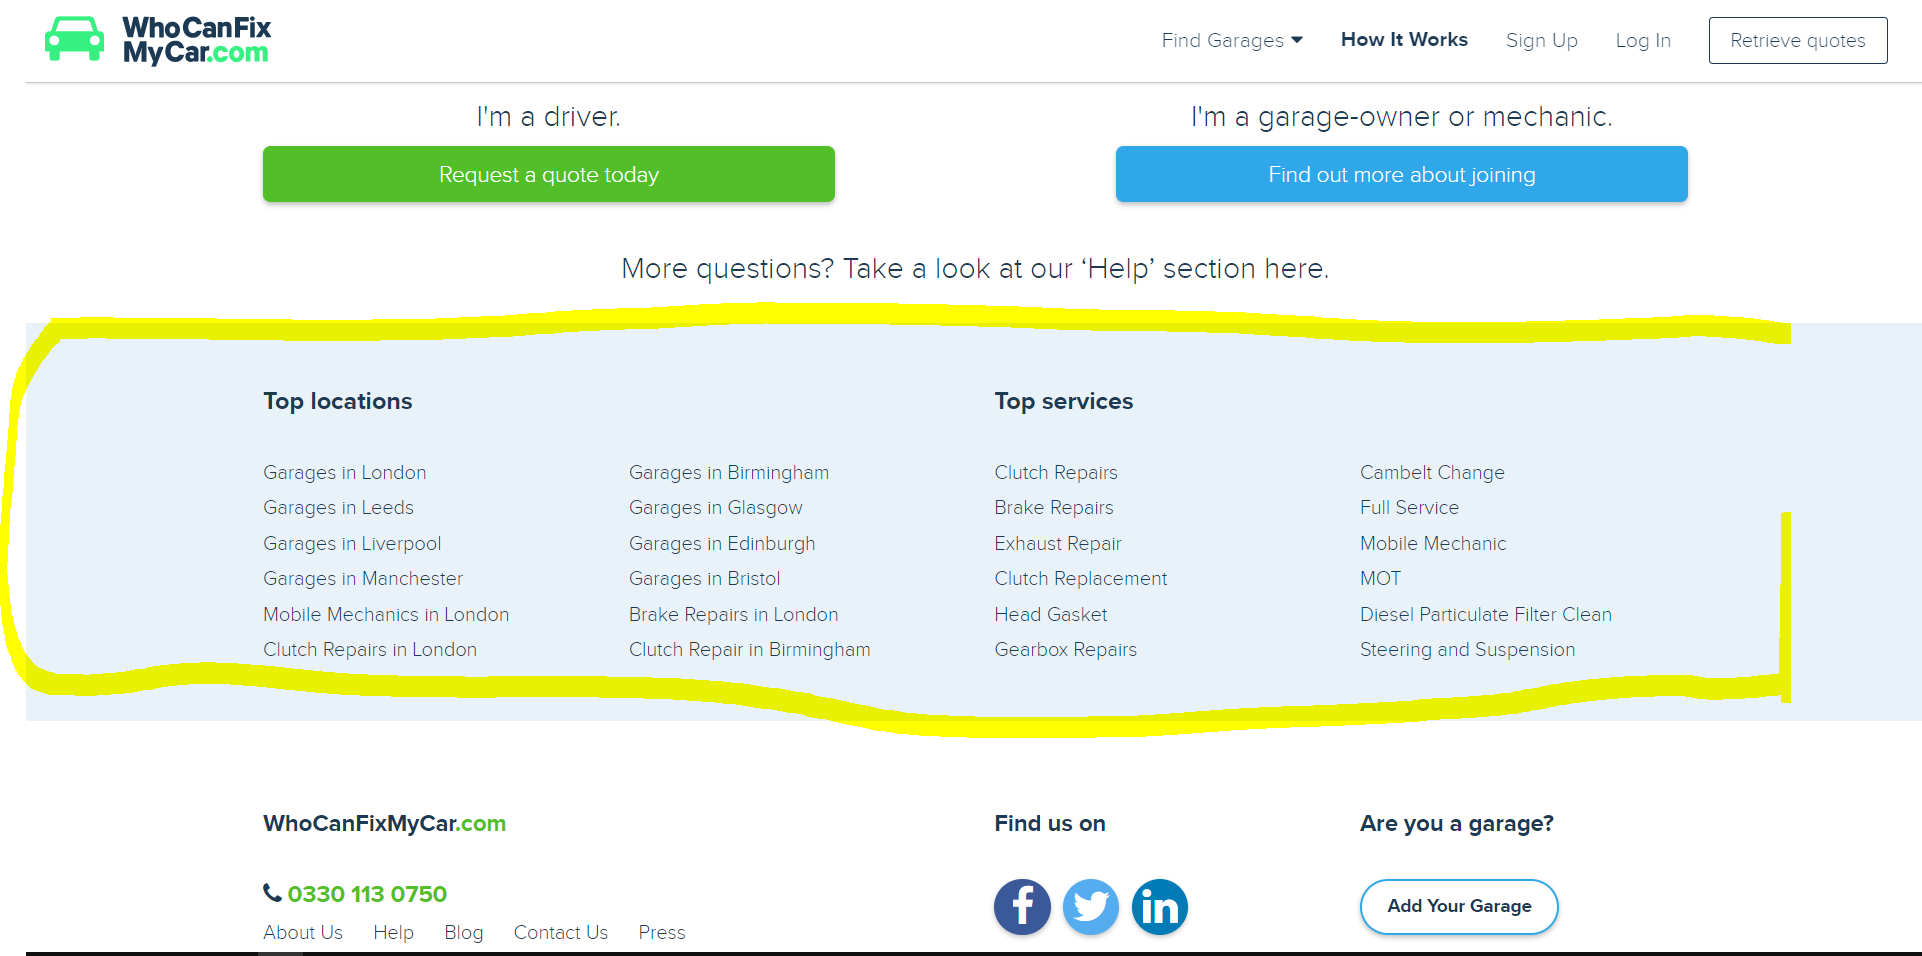 WhoCanFix
MyCar.com
Find Garages
How It Works
Sign Up
Log In
Retrieve quotes
I'm a driver.
I'm a garage-owner or mechanic.
Request a quote today
Find out more about joining
More questions? Take a look at our ‘Help’ section here.
Top locations
Garages in London
Garages in Leeds
Garages in Liverpool
Garages in Manchester
Mobile Mechanics in London
Clutch Repairs in London
Garages in Birmingham
Garages in Glasgow
Garages in Edinburgh
Garages in Bristol
Brake Repairs in London
Clutch Repair in Birmingham
Top services
Clutch Repairs
Brake Repairs
Exhaust Repair
Clutch Replacement
Head Gasket
Gearbox Repairs
Cambelt Change
Full Service
Mobile Mechanic
MOT
Diesel Particulate Filter Clean
Steering and Suspension
WhoCanFixMyCar.com
0330 113 0750
About Us
Help
Blog
Contact Us
Press
Find us on
f
in
Are you a garage?
Add Your Garage